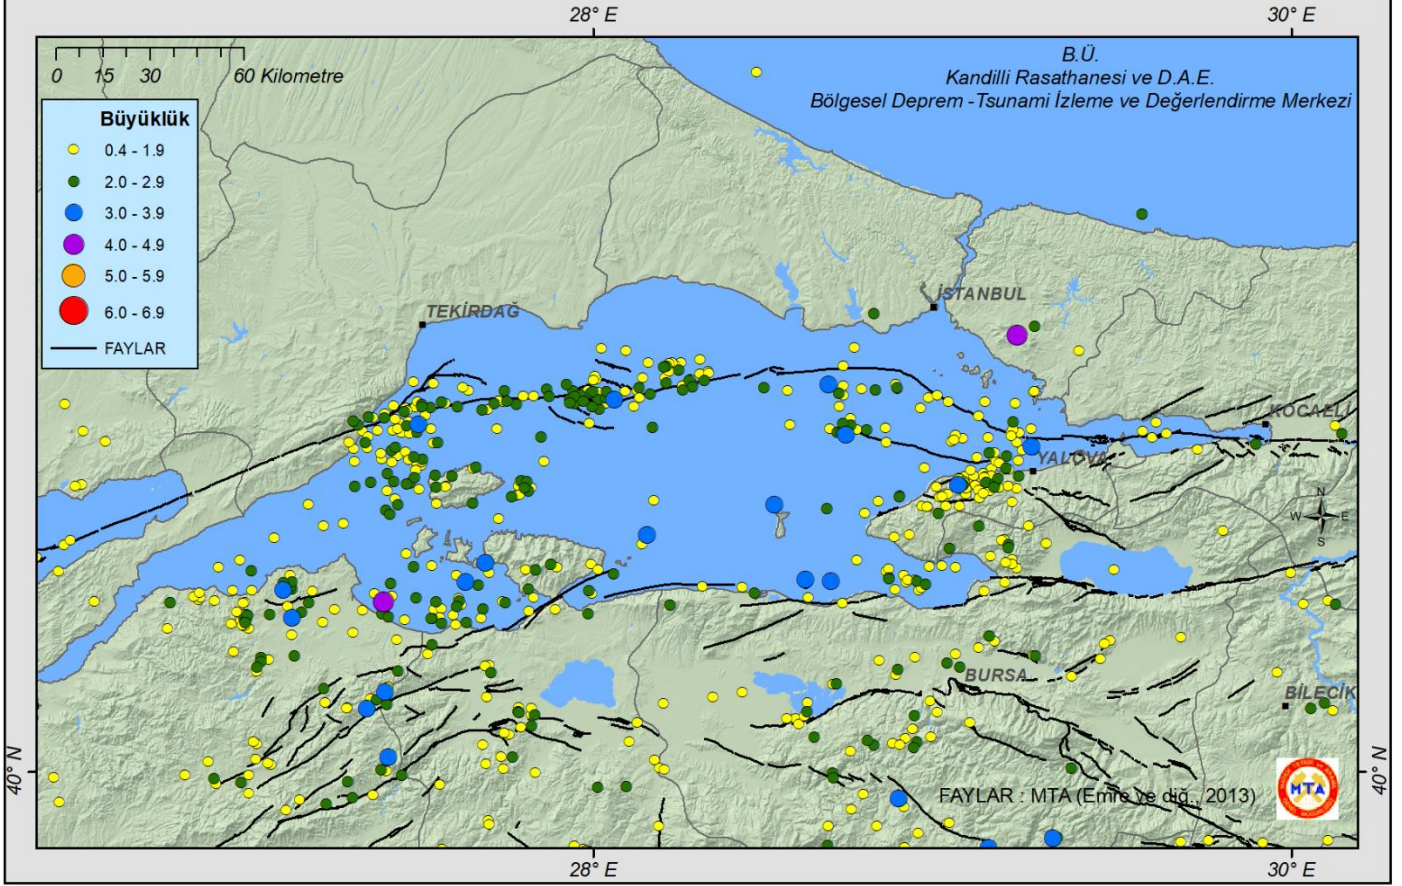 28° E
30° E
0 15 30 60 Kilometre
B.Ü.
Kandilli Rasathanesi ve D.A.E.
Bölgesel Deprem -Tsunami İzleme ve Değerlendirme Merkezi
Büyüklük
0.4 - 1.9
2.0 - 2.9
3.0 - 3.9
4.0 - 4.9
5.0 - 5.9
6.0 - 6.9
FAYLAR
İSTANBUL
TEKİRDAĞ
KOCAELİ
YALOVA
N
W E
S
BURSA
BİLECİK
40° N
40° N
MTA
FAYLAR : MTA (Emre ve diğ., 2013)
28° E
30° E